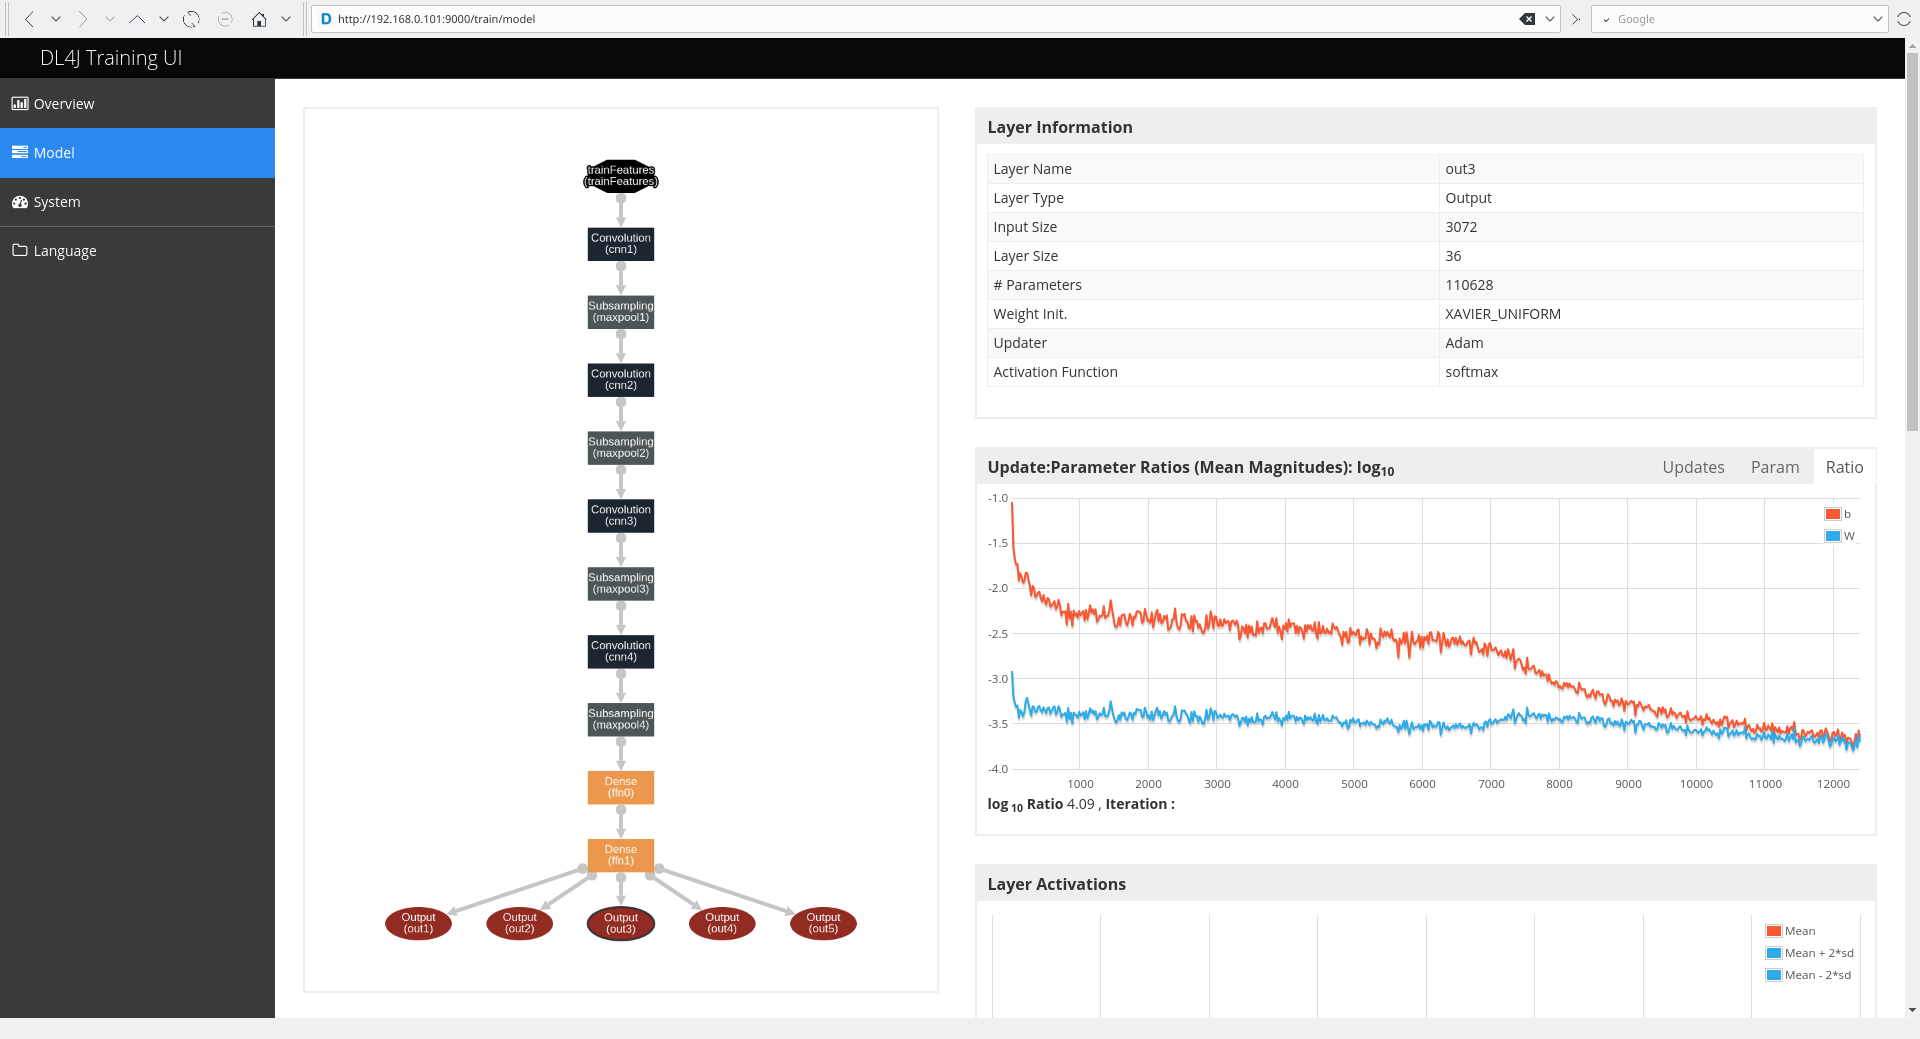 http://192.168.0.101:9000/train/model
Google
DL4J Training UI
Overview
Model
System
Language
trainFeatures
(trainFeatures)
Convolution
(cnn1)
Subsampling
(maxpool1)
Convolution
(cnn2)
Subsampling
(maxpool2)
Convolution
(cnn3)
Subsampling
(maxpool3)
Convolution
(cnn4)
Subsampling
(maxpool4)
Dense
(ffn0)
Dense
(ffn1)
Output
(out1)
Output
(out2)
Output
(out3)
Output
(out4)
Output
(out5)
Layer Information
Layer Name out3
Layer Type Output
Input Size 3072
Layer Size 36
# Parameters 110628
Weight Init. XAVIER_UNIFORM
Updater Adam
Activation Function softmax
Update:Parameter Ratios (Mean Magnitudes): log10 Updates Param Ratio
-1.0
-1.5
-2.0
-2.5
-3.0
-3.5
-4.0
b
W
1000 2000 3000 4000 5000 6000 7000 8000 9000 10000 11000 12000
log 10 Ratio 4.09 , Iteration :
Layer Activations
Mean
Mean + 2*sd
Mean - 2*sd